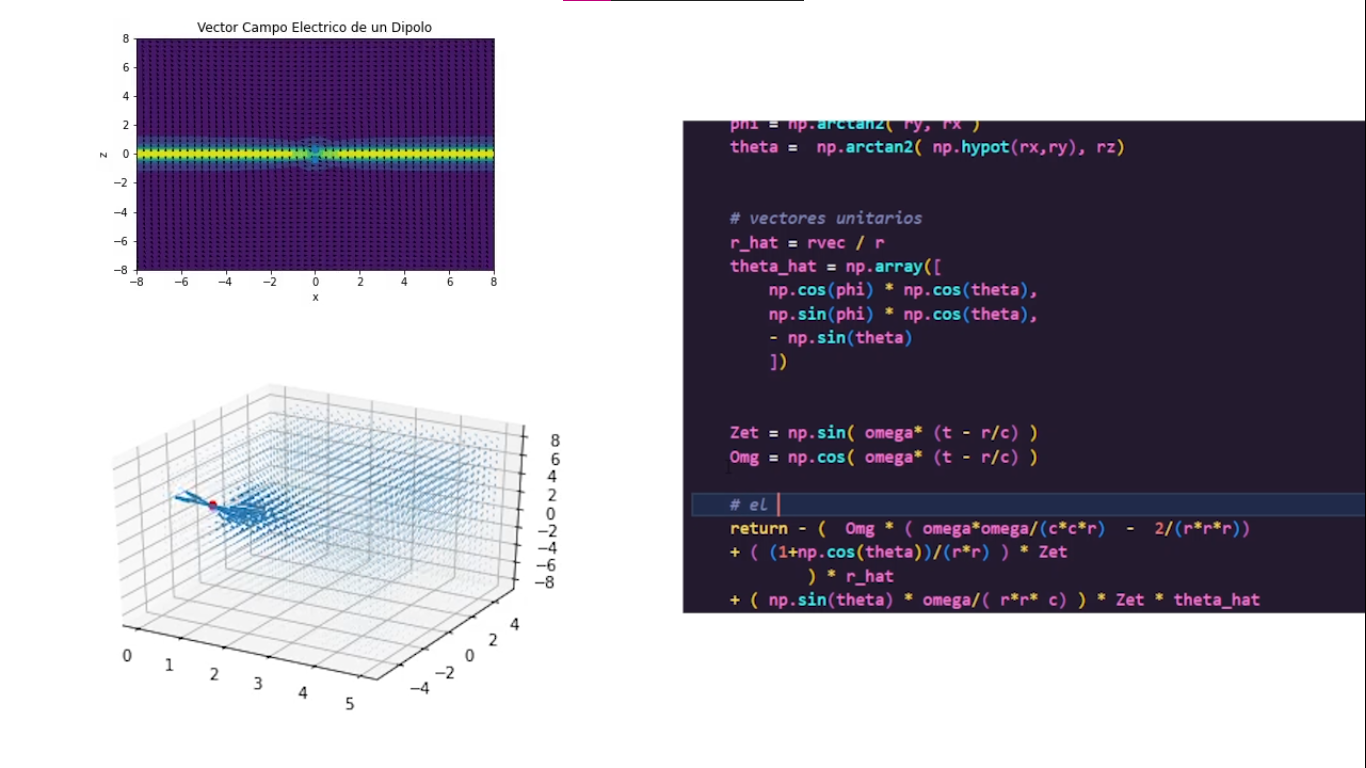 Vector Campo Electrico de un Dipolo
8
6
4
2
0
−2
−4
−6
−8
z
−8 −6 −4 −2 0 2 4 6 8
x
8
6
4
2
0
−2
−4
−6
−8
0 1 2 3 4 5
−4 −2 0 2 4
phi = np.arctan2( ry, rx )
theta =  np.arctan2( np.hypot(rx,ry), rz)
# vectores unitarios
r_hat = rvec / r
theta_hat = np.array([
np.cos(phi) * np.cos(theta),
np.sin(phi) * np.cos(theta),
- np.sin(theta)
])
Zet = np.sin( omega* (t - r/c) )
Omg = np.cos( omega* (t - r/c) )
# el
return - (  Omg * ( omega*omega/(c*c*r)  -  2/(r*r*r))
+ ( (1+np.cos(theta))/(r*r) ) * Zet
) * r_hat
+ ( np.sin(theta) * omega/( r*r* c) ) * Zet * theta_hat